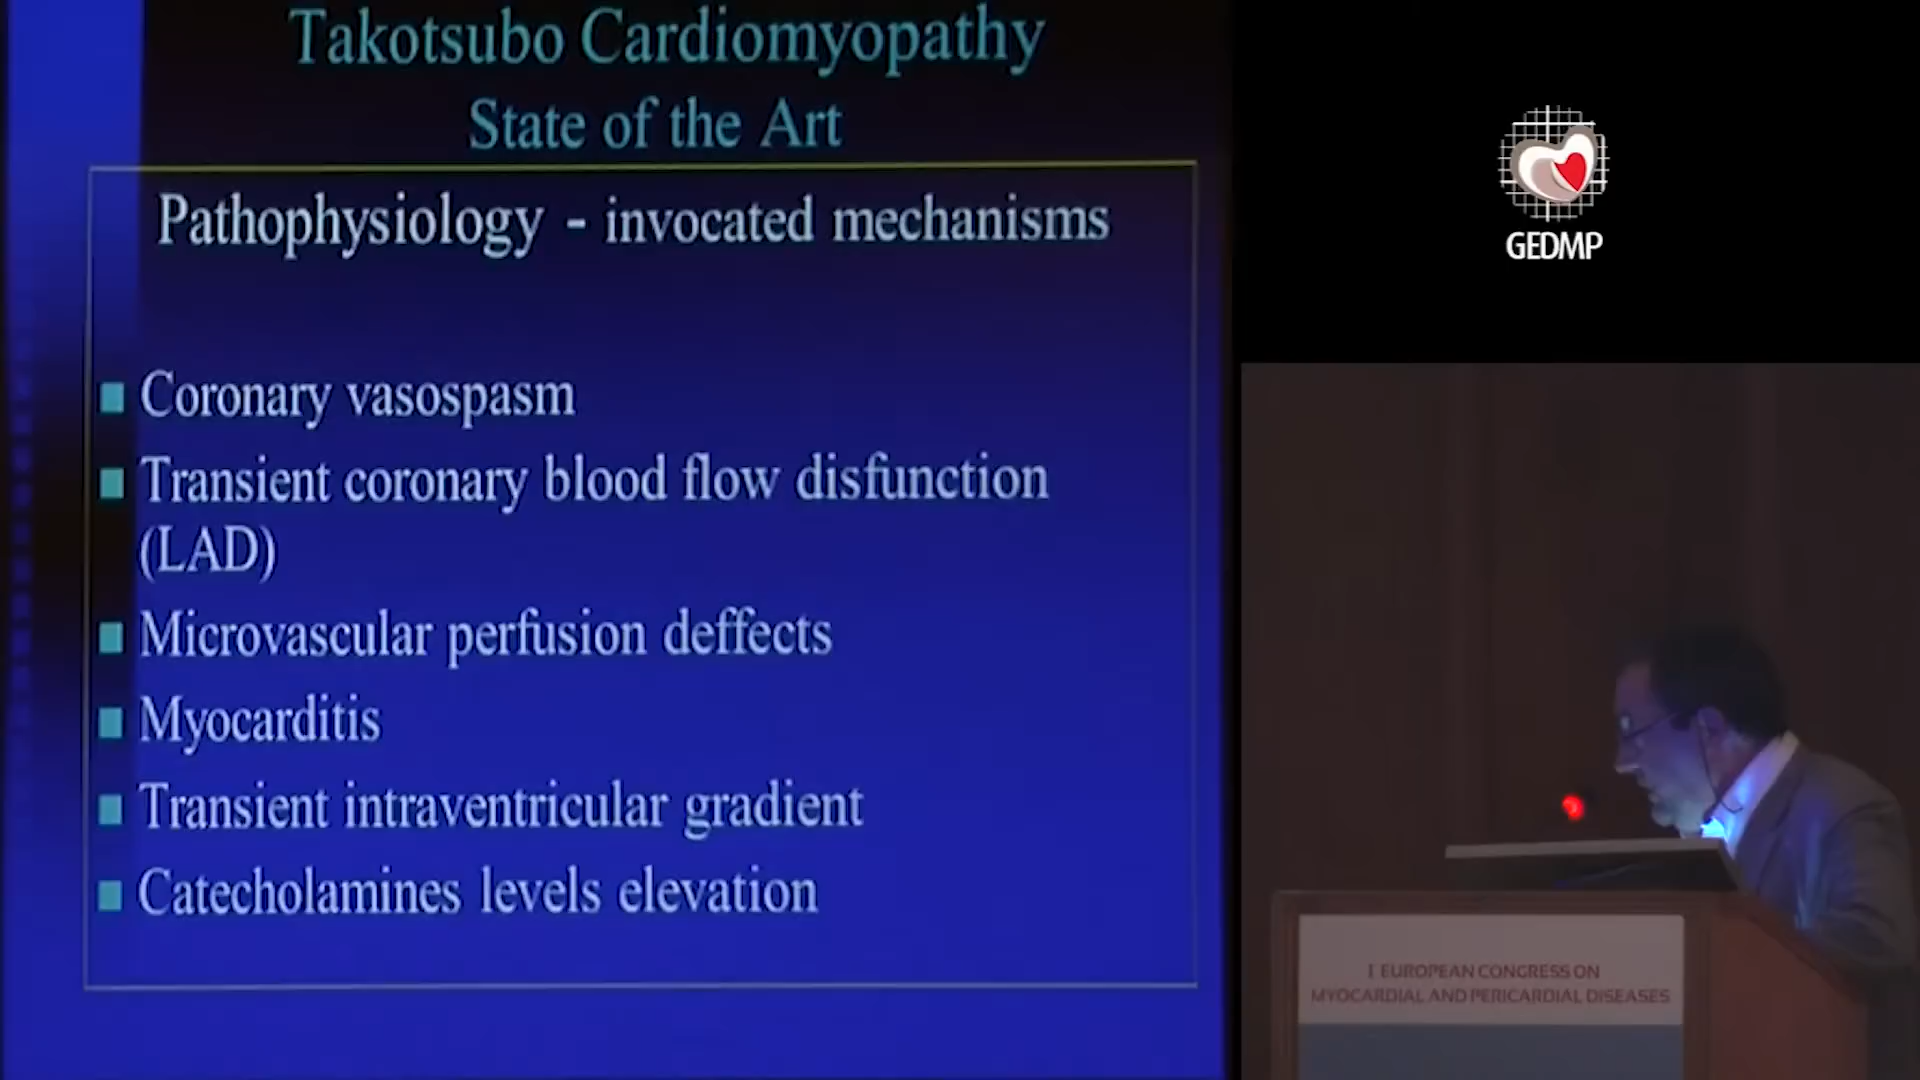 Takotsubo Cardiomyopathy
State of the Art
Pathophysiology - invocated mechanisms
Coronary vasospasm
Transient coronary blood flow disfunction
(LAD)
Microvascular perfusion deffects
Myocarditis
Transient intraventricular gradient
Catecholamines levels elevation
GEDMP
I EUROPEAN CONGRESS ON
MYOCARDIAL AND PERICARDIAL DISEASES